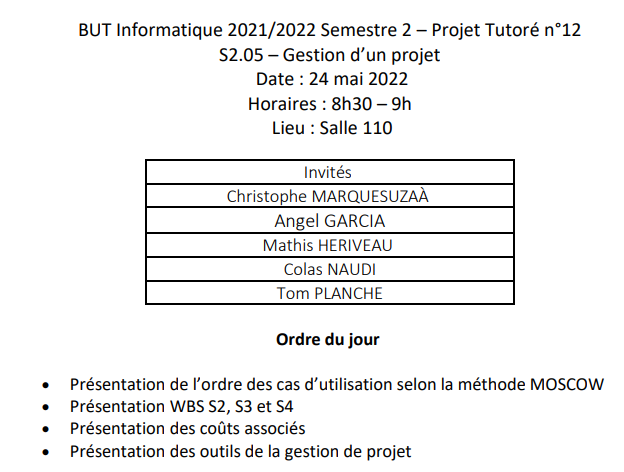 BUT Informatique 2021/2022 Semestre 2 – Projet Tutoré n°12
S2.05 – Gestion d’un projet
Date : 24 mai 2022
Horaires : 8h30 – 9h
Lieu : Salle 110
Invités
Christophe MARQUESUZAÀ
Angel GARCIA
Mathis HERIVEAU
Colas NAUDI
Tom PLANCHE
Ordre du jour
• Présentation de l’ordre des cas d’utilisation selon la méthode MOSCOW
• Présentation WBS S2, S3 et S4
• Présentation des coûts associés
• Présentation des outils de la gestion de projet